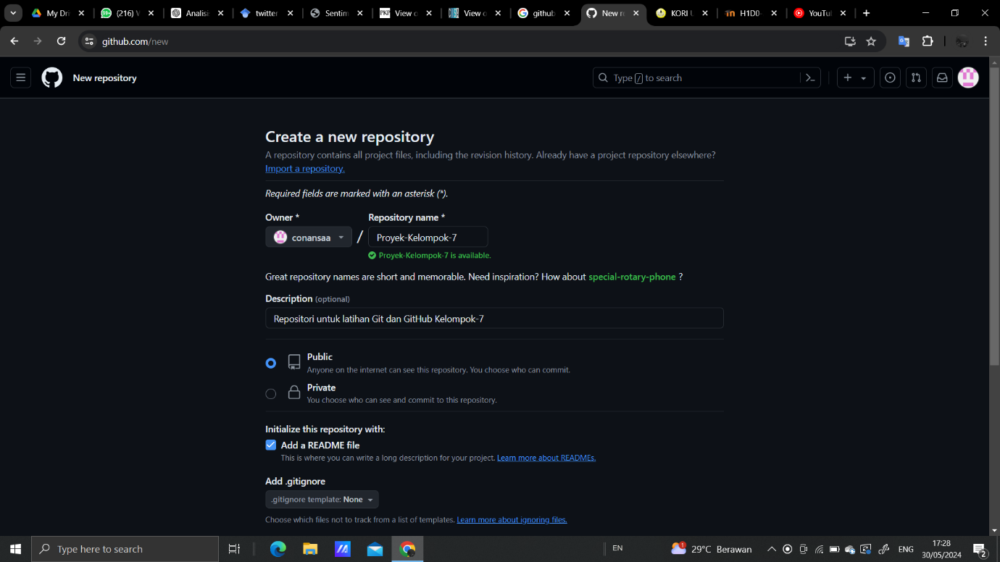 My Dri
(216) W
Analisi
twitter
Sentim
View o
View o
github
New re
KORI U
H1D0-
YouTu
github.com/new
New repository
Type / to search
Create a new repository
A repository contains all project files, including the revision history. Already have a project repository elsewhere?
Import a repository.
Required fields are marked with an asterisk (*).
Owner *
Repository name *
conansaa
/
Proyek-Kelompok-7
Proyek-Kelompok-7 is available.
Great repository names are short and memorable. Need inspiration? How about special-rotary-phone ?
Description (optional)
Repositori untuk latihan Git dan GitHub Kelompok-7
Public
Anyone on the internet can see this repository. You choose who can commit.
Private
You choose who can see and commit to this repository.
Initialize this repository with:
Add a README file
This is where you can write a long description for your project. Learn more about READMEs.
Add .gitignore
.gitignore template: None
Choose which files not to track from a list of templates. Learn more about ignoring files.
Type here to search
EN
1
29°C Berawan
ENG
17:28
30/05/2024
2